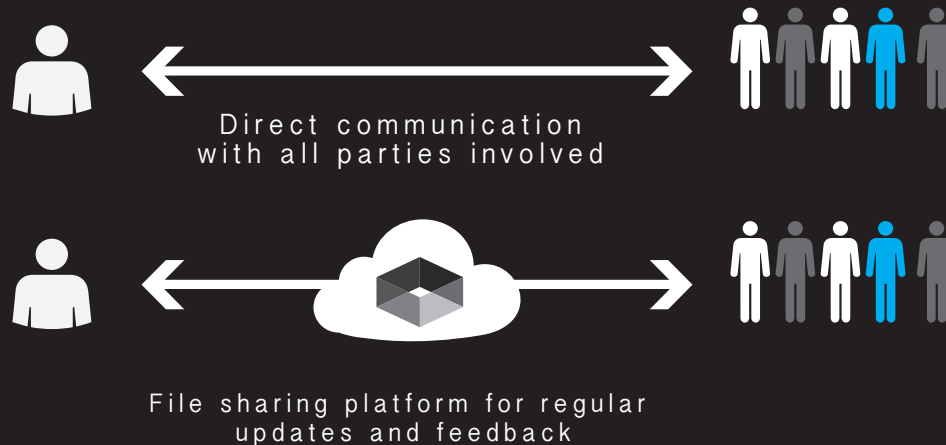 Direct communication
with all parties involved
File sharing platform for regular
updates and feedback